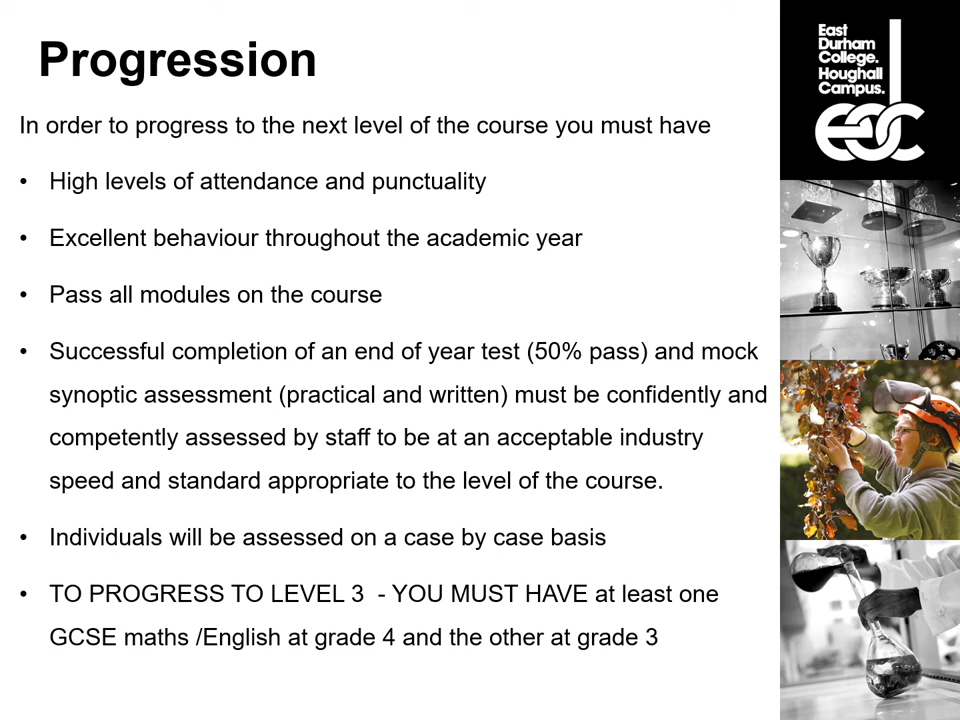 Progression
In order to progress to the next level of the course you must have
• High levels of attendance and punctuality
• Excellent behaviour throughout the academic year
• Pass all modules on the course
• Successful completion of an end of year test (50% pass) and mock
synoptic assessment (practical and written) must be confidently and
competently assessed by staff to be at an acceptable industry
speed and standard appropriate to the level of the course.
• Individuals will be assessed on a case by case basis
• TO PROGRESS TO LEVEL 3  - YOU MUST HAVE at least one
GCSE maths /English at grade 4 and the other at grade 3
East
Durham
College.
Houghall
Campus.
edc